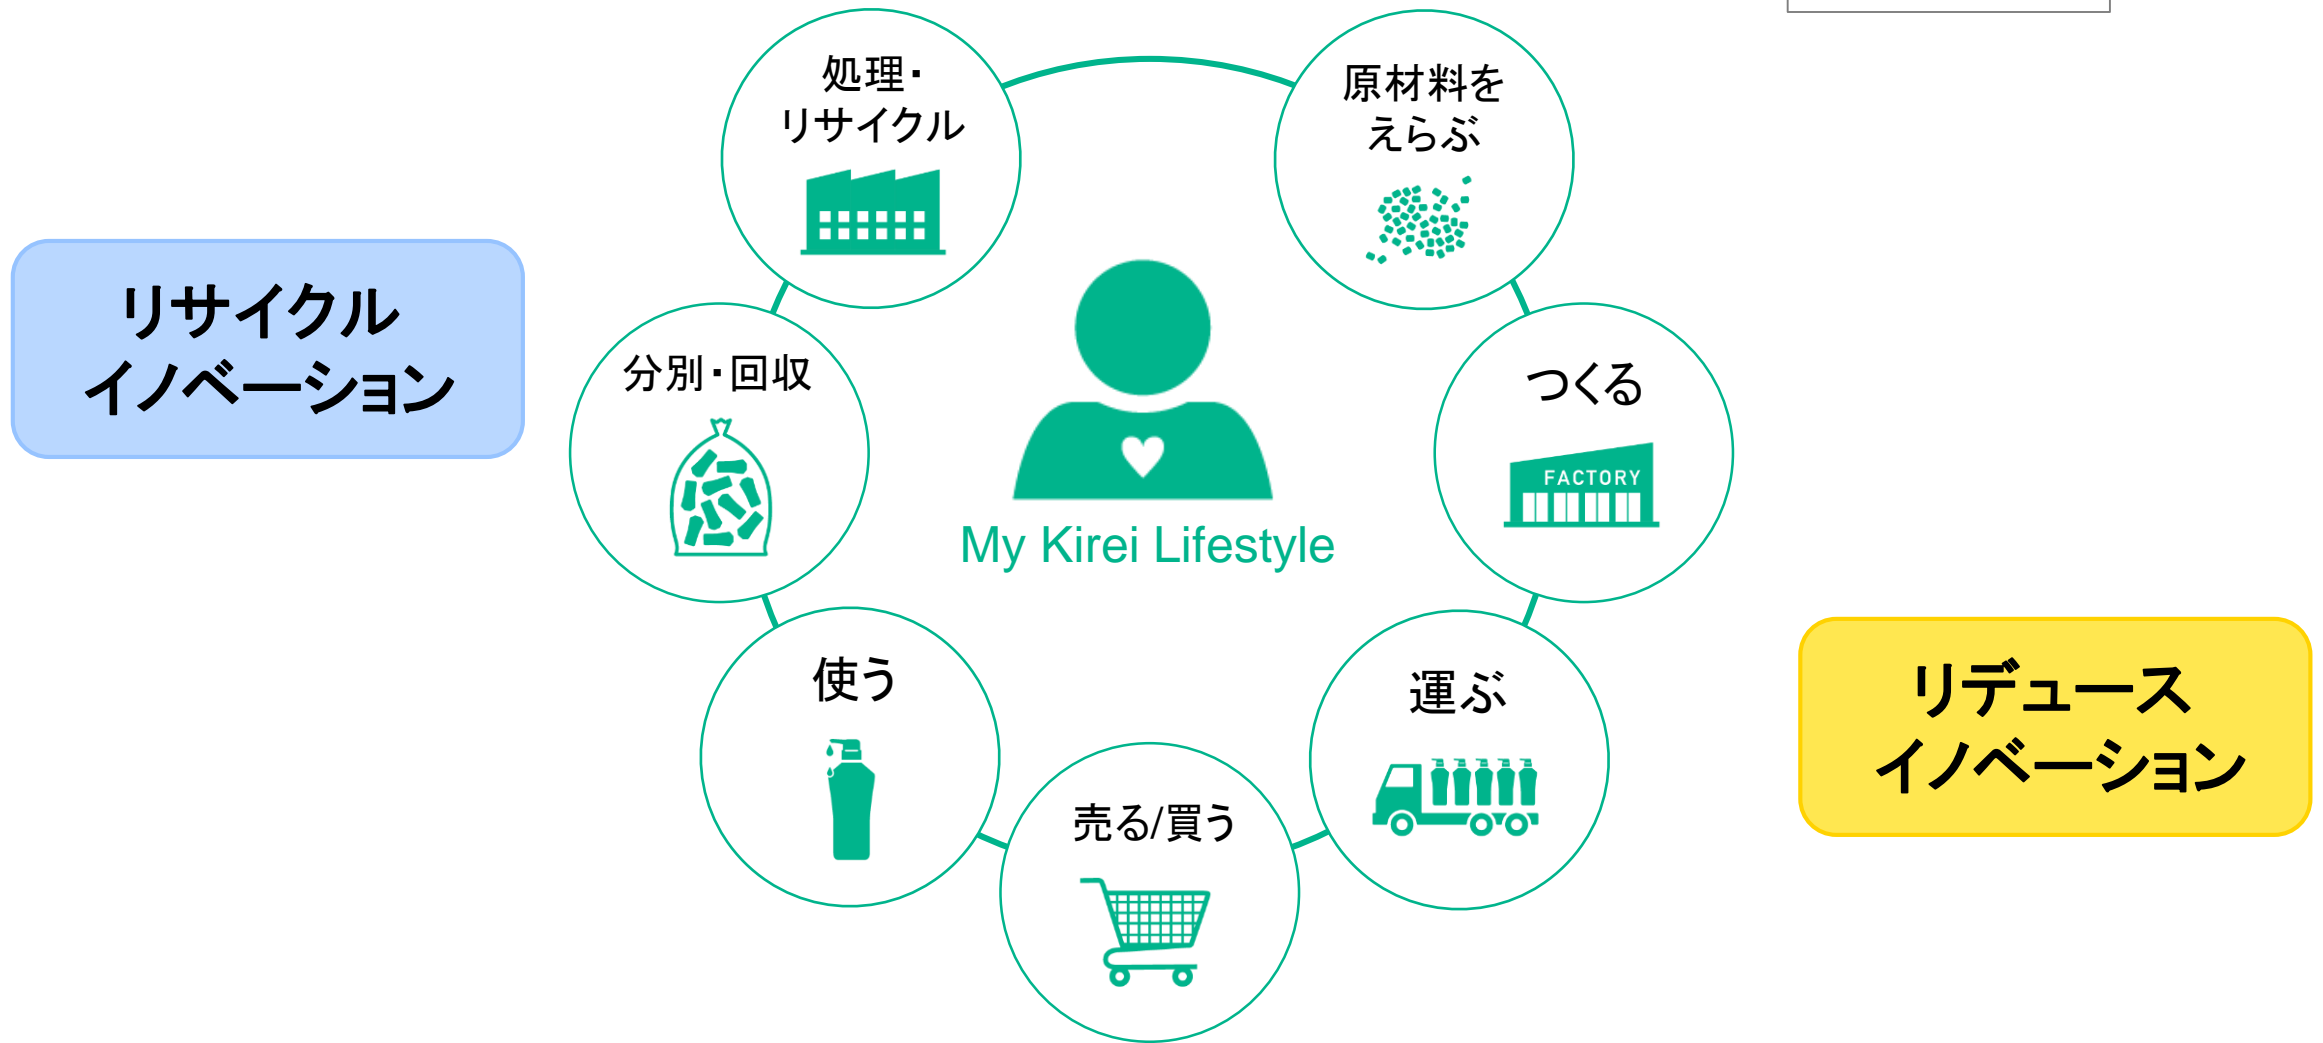 処理・
リサイクル
原材料を
えらぶ
リサイクル
イノベーション
分別・回収
つくる
FACTORY
My Kirei Lifestyle
使う
運ぶ
リデュース
イノベーション
売る/買う